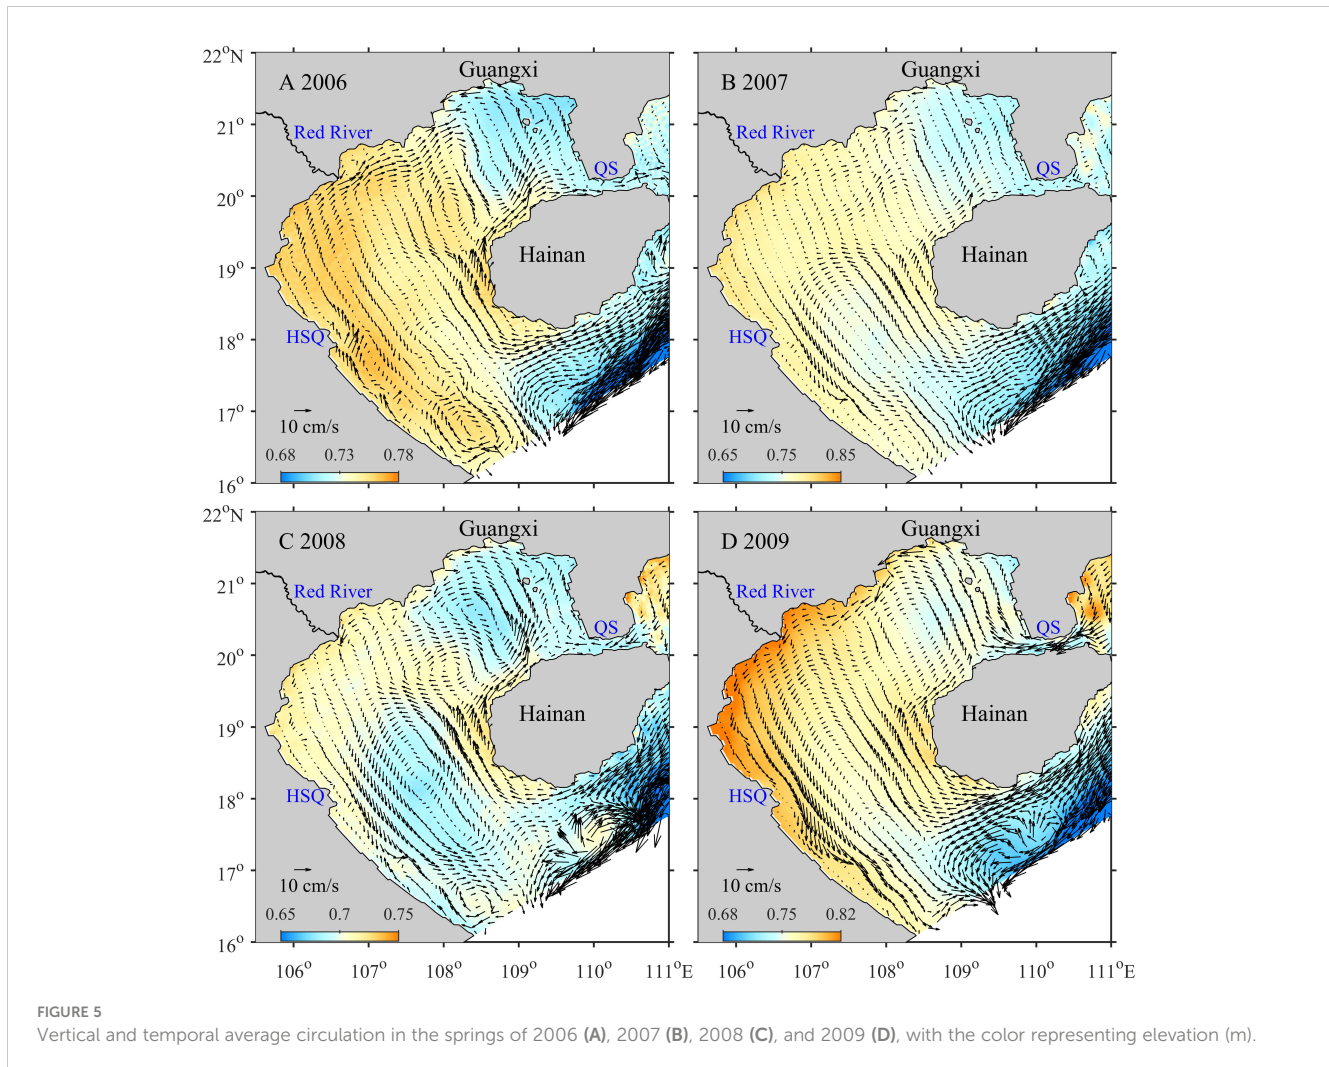 22°N
Guangxi
A 2006
21°
Red River
QS
20°
Hainan
19°
HSQ
18°
17°
10 cm/s
0.68 0.73 0.78
16°
Guangxi
B 2007
Red River
QS
Hainan
HSQ
10 cm/s
0.65 0.75 0.85
22°N
Guangxi
C 2008
21°
Red River
QS
20°
Hainan
19°
HSQ
18°
17°
10 cm/s
0.65 0.7 0.75
16°
106° 107° 108° 109° 110° 111°E
Guangxi
D 2009
Red River
QS
Hainan
HSQ
10 cm/s
0.68 0.75 0.82
106° 107° 108° 109° 110° 111°E
FIGURE 5
Vertical and temporal average circulation in the springs of 2006 (A), 2007 (B), 2008 (C), and 2009 (D), with the color representing elevation (m).